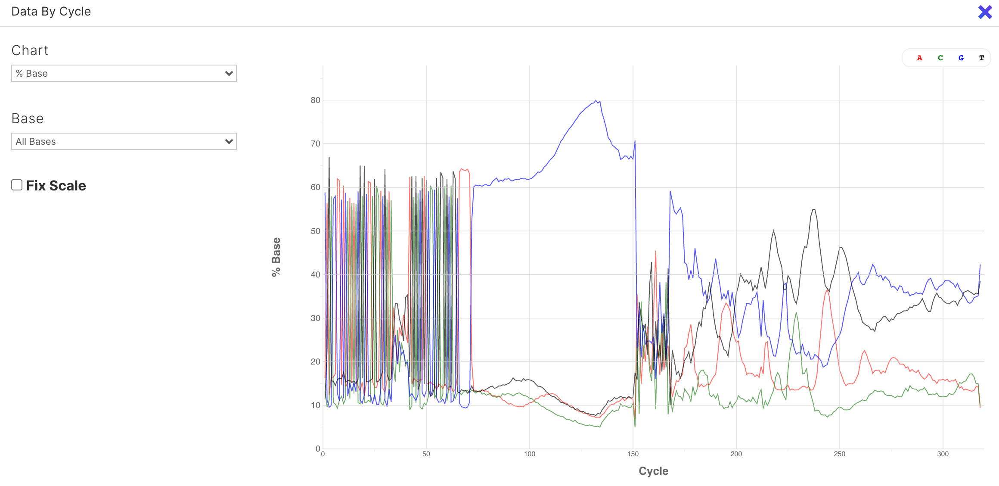 Data By Cycle
Chart
% Base
Base
All Bases
Fix Scale
A C G T
% Base
80
70
60
50
40
30
20
10
0
0 50 100 150 200 250 300
Cycle